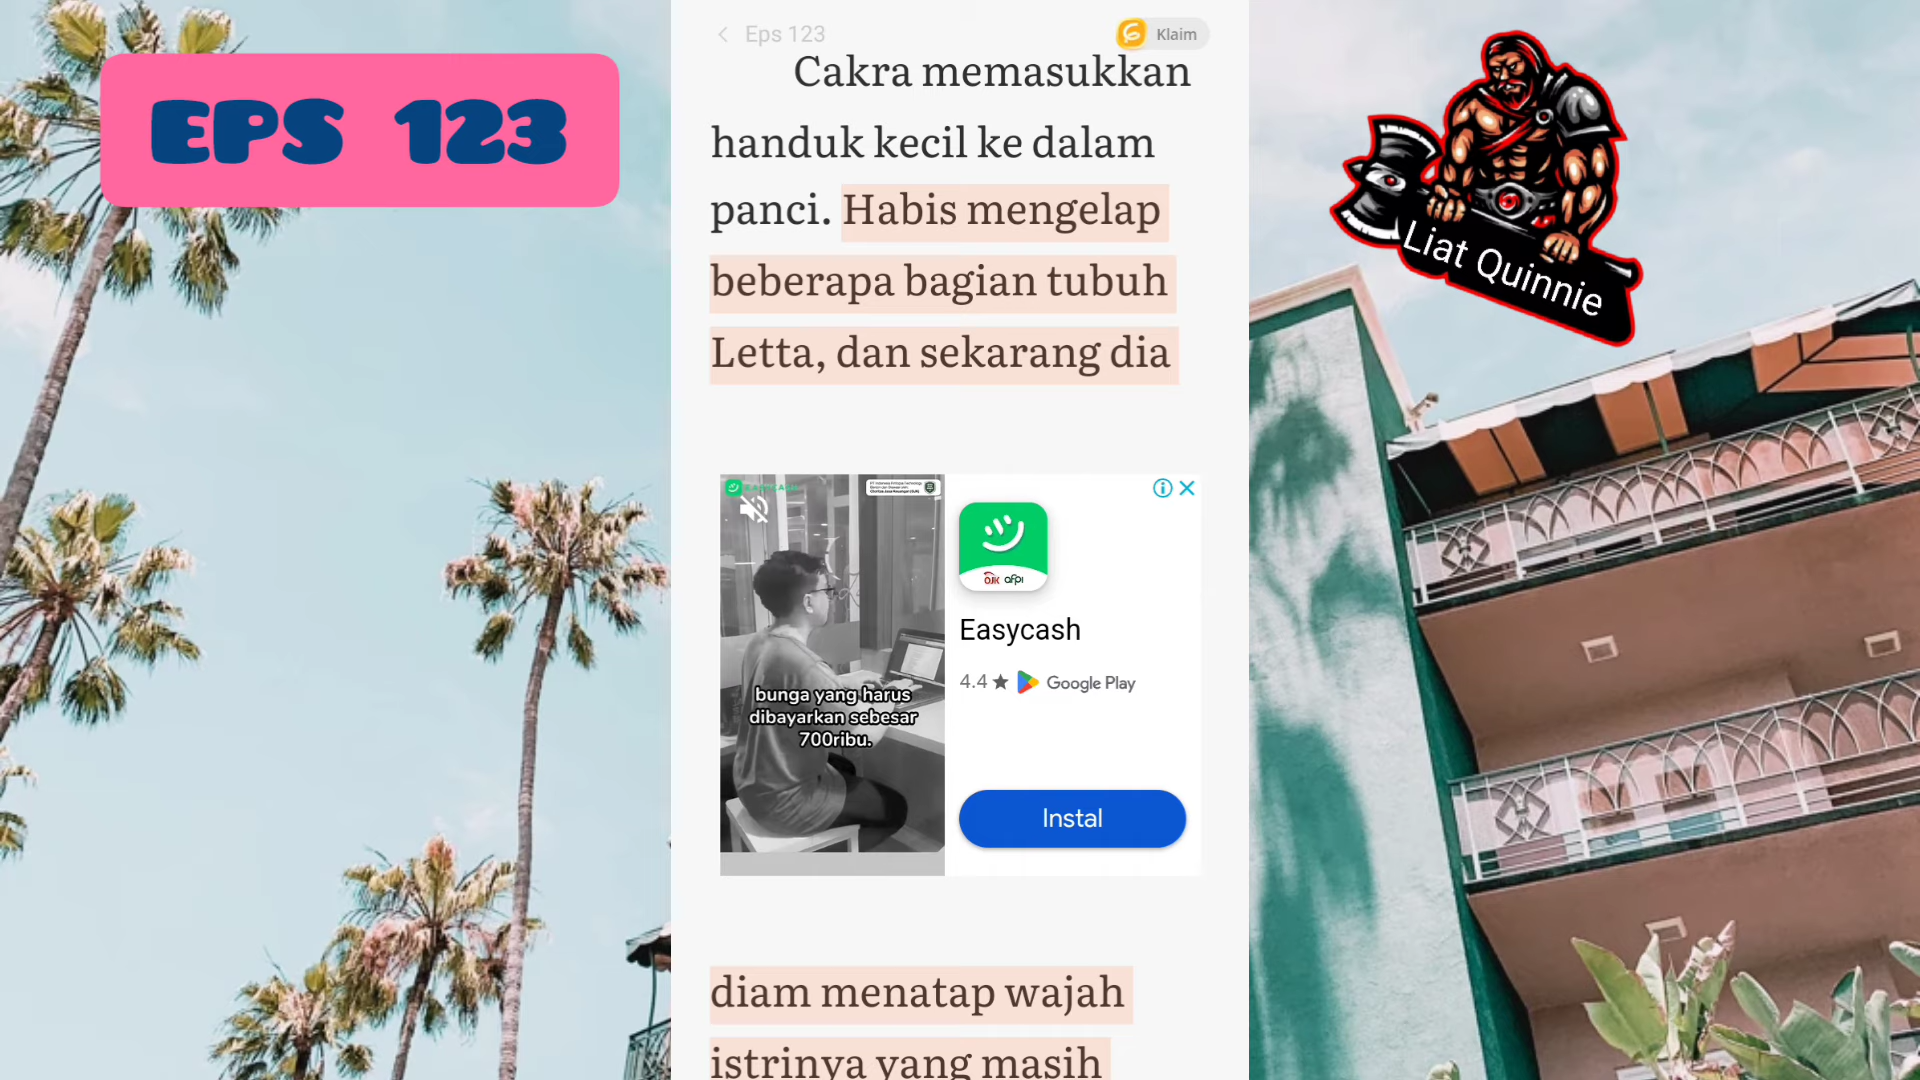 EPS 123
Eps 123
Klaim
Cakra memasukkan
handuk kecil ke dalam
panci. Habis mengelap
beberapa bagian tubuh
Letta, dan sekarang dia
bunga yang harus
dibayarkan sebesar
700ribu.
OJK afpi
Easycash
4.4 ★ Google Play
Instal
diam menatap wajah
istrinya yang masih
Liat Quinnie